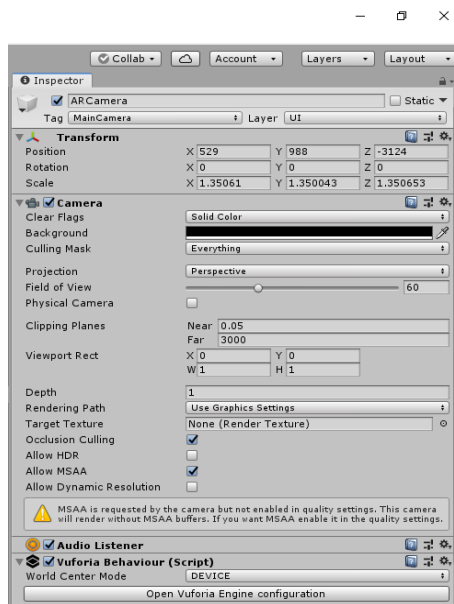 Collab Account Layers Layout
Inspector
ARCamera Static
Tag MainCamera Layer UI
Transform
Position X 529 Y 988 Z -3124
Rotation X 0 Y 0 Z 0
Scale X 1.35061 Y 1.350043 Z 1.350653
Camera
Clear Flags Solid Color
Background
Culling Mask Everything
Projection Perspective
Field of View 60
Physical Camera
Clipping Planes Near 0.05
Far 3000
Viewport Rect X 0 Y 0
W 1 H 1
Depth 1
Rendering Path Use Graphics Settings
Target Texture None (Render Texture)
Occlusion Culling
Allow HDR
Allow MSAA
Allow Dynamic Resolution
MSAA is requested by the camera but not enabled in quality settings. This camera
will render without MSAA buffers. If you want MSAA enable it in the quality settings.
Audio Listener
Vuforia Behaviour (Script)
World Center Mode DEVICE
Open Vuforia Engine configuration